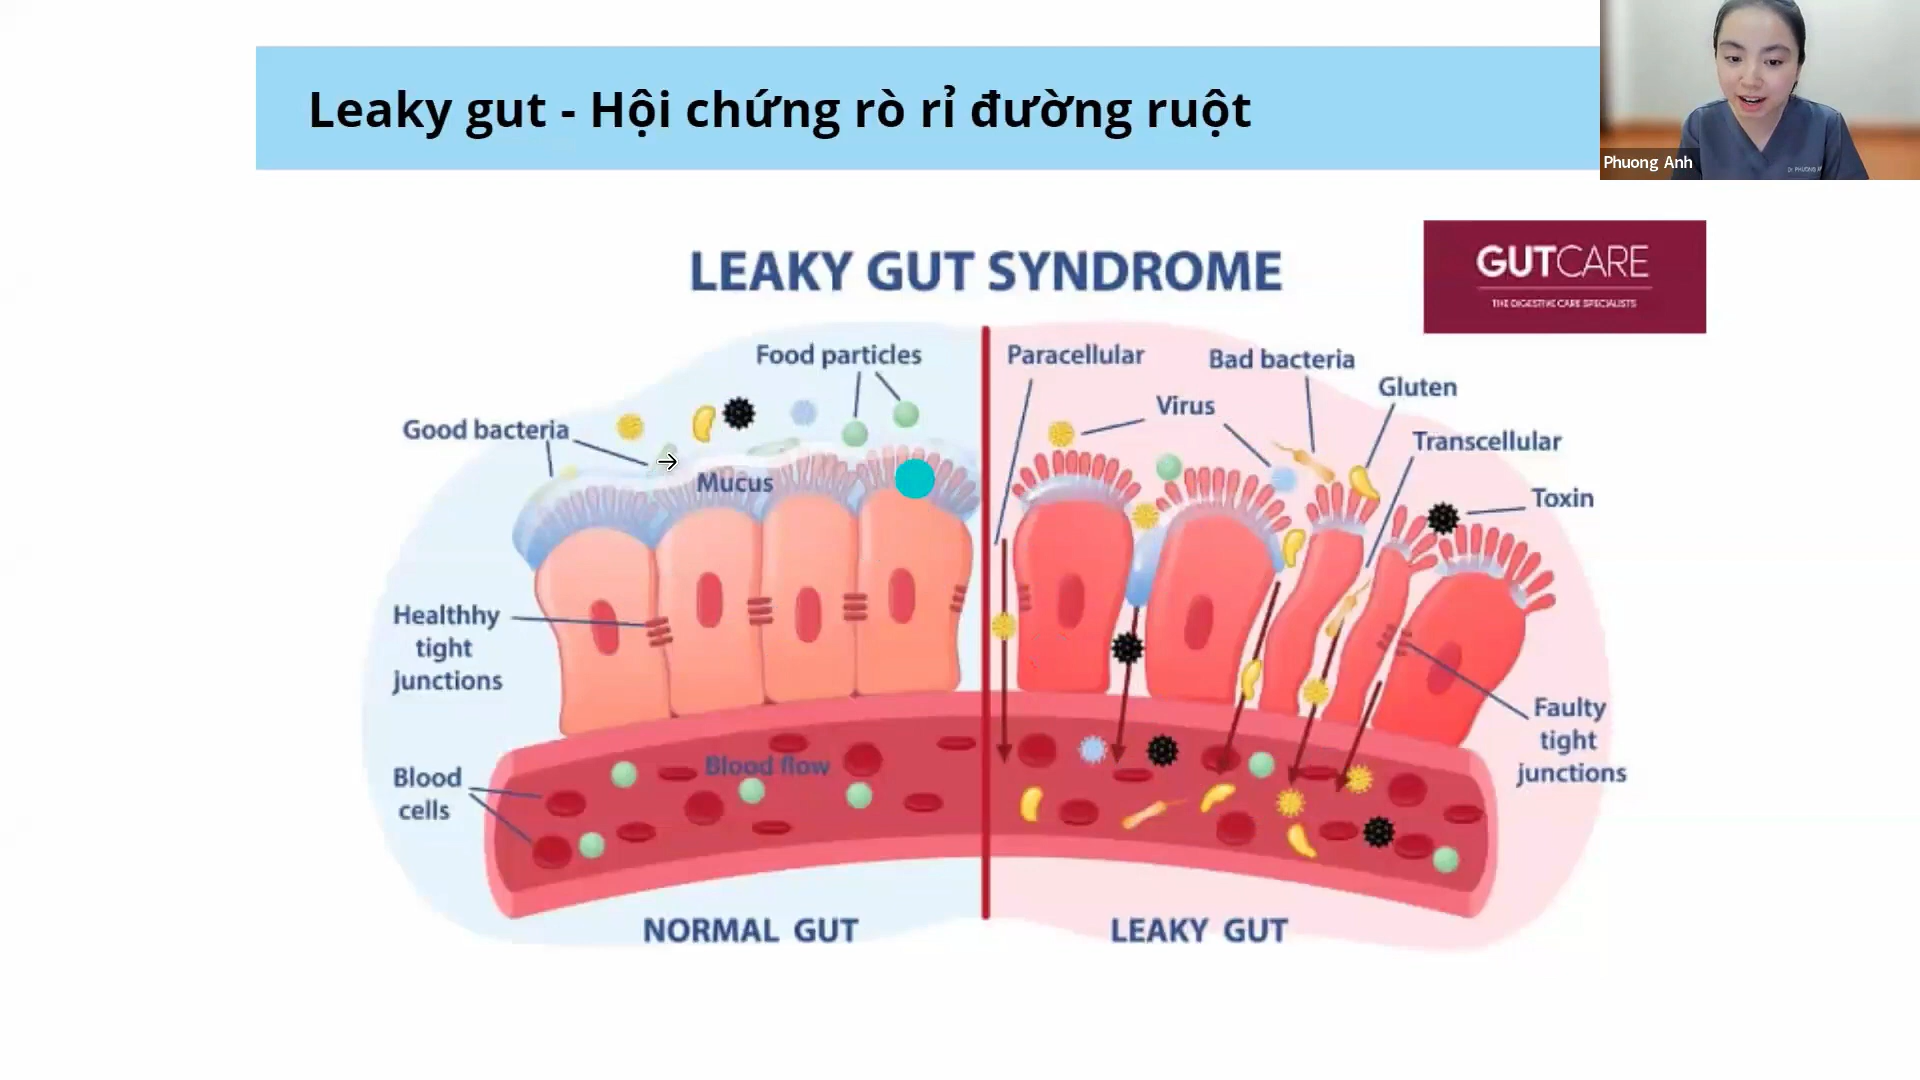 Leaky gut - Hội chứng rò rỉ đường ruột
Phuong Anh
LEAKY GUT SYNDROME
GUTCARE
THE DIGESTIVE CARE SPECIALISTS
Food particles
Good bacteria
Mucus
Healthhy
tight
junctions
Blood
cells
Blood flow
NORMAL GUT
Paracellular
Bad bacteria
Virus
Gluten
Transcellular
Toxin
Faulty
tight
junctions
LEAKY GUT